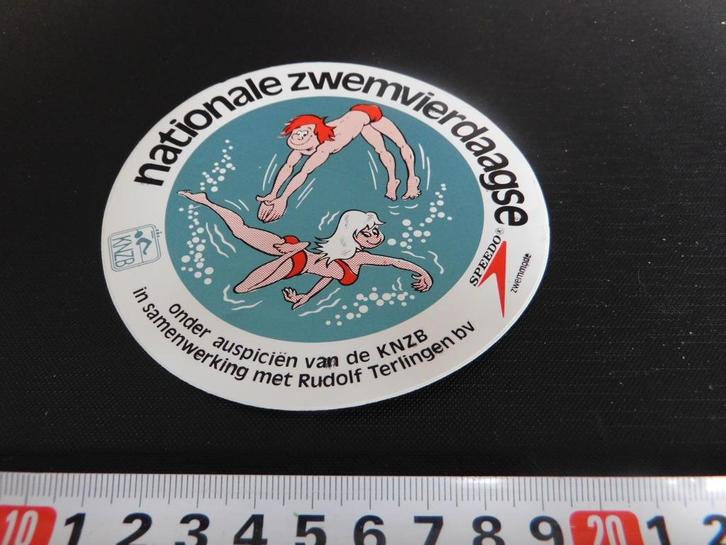 nationale zwemvierdaagse
KNZB
SPEEDO®
zwemmode
onder auspiciën van de KNZB
in samenwerking met Rudolf Terlingen bv
10 1 2 3 4 5 6 7 8 9 20 1 2